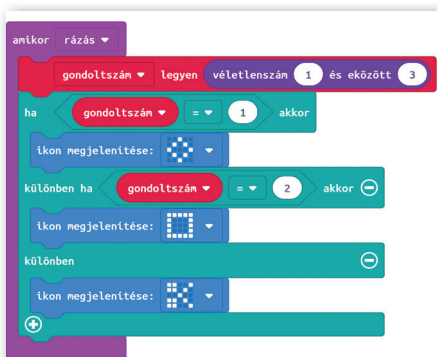 amikor rázás
gondoltszám legyen véletlenszám 1 és eközött 3
ha gondoltszám = 1 akkor
ikon megjelenítése:
különben ha gondoltszám = 2 akkor
ikon megjelenítése:
különben
ikon megjelenítése: